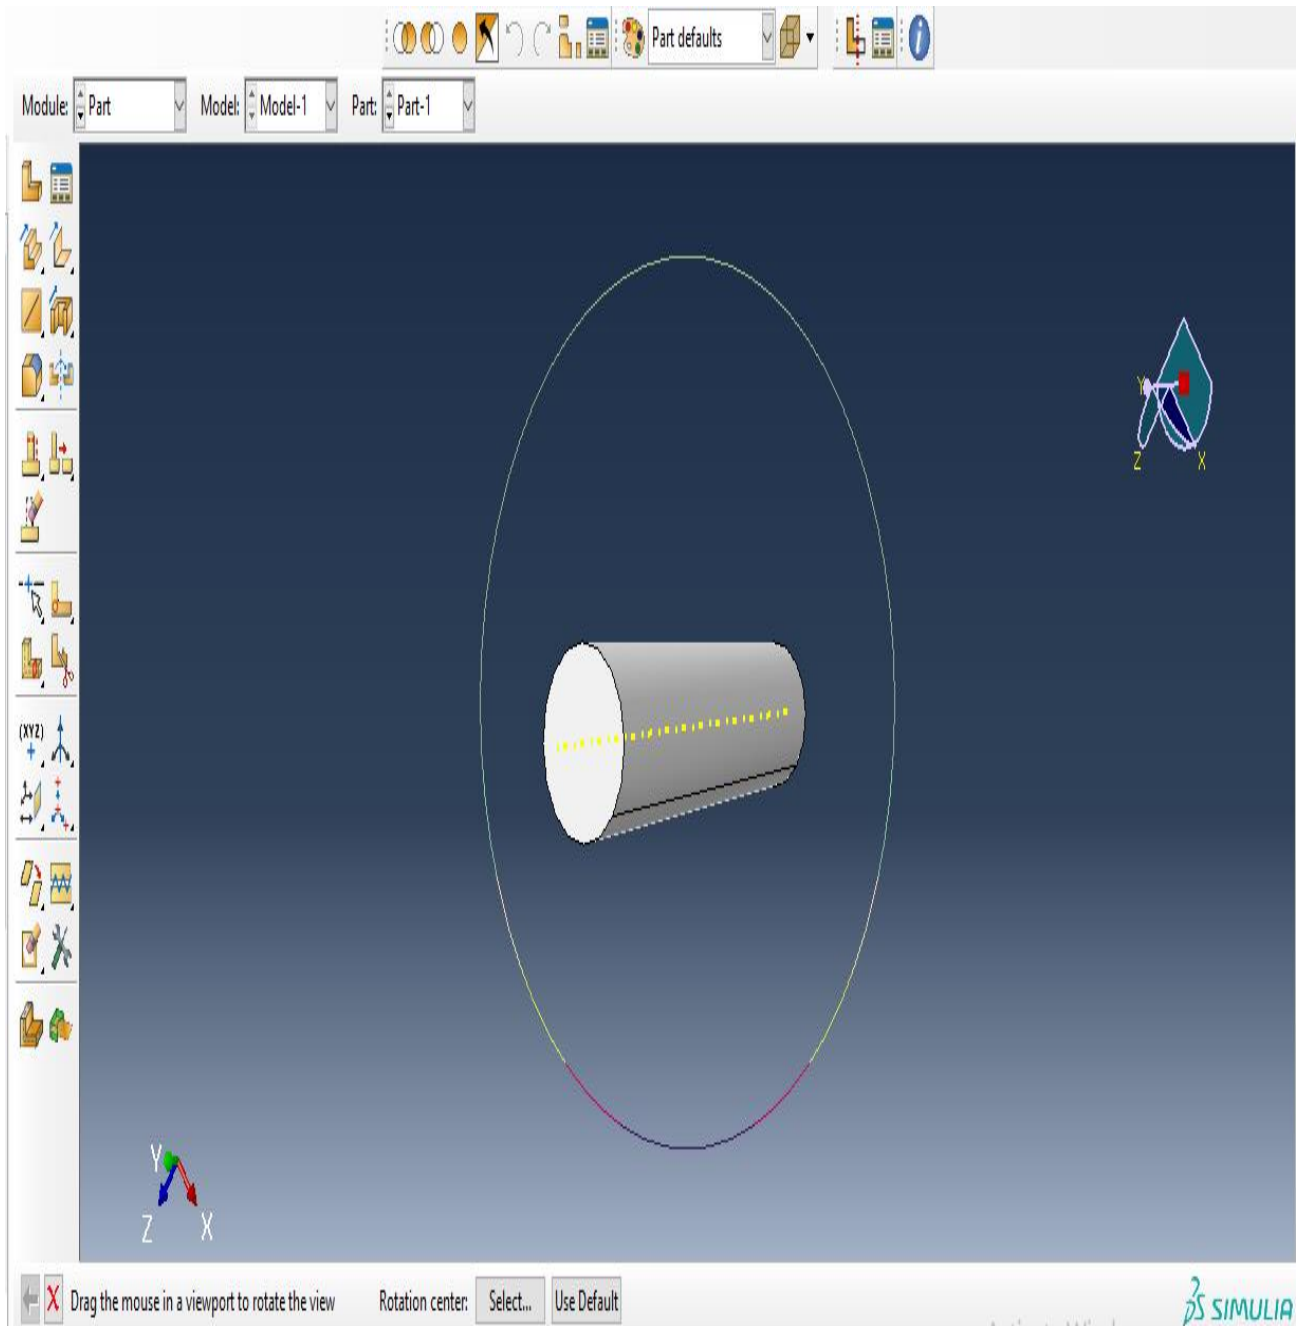 Part defaults
Module: Part Model: Model-1 Part: Part-1
(XYZ)
Y
Z X
Y
Z X
Drag the mouse in a viewport to rotate the view Rotation center: Select... Use Default
SIMULIA